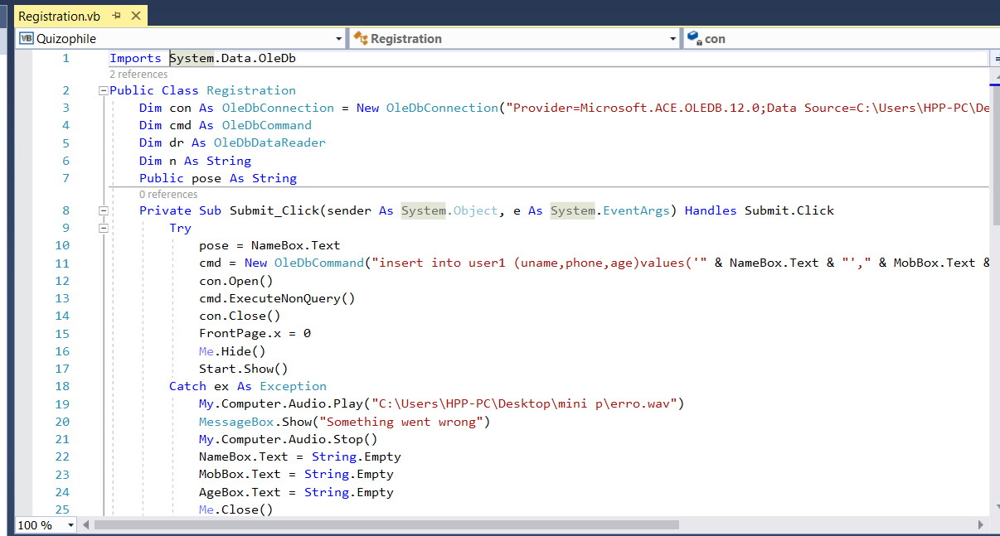 Registration.vb
VB Quizophile
Registration
con
1 Imports System.Data.OleDb
2 references
2 Public Class Registration
3 Dim con As OleDbConnection = New OleDbConnection("Provider=Microsoft.ACE.OLEDB.12.0;Data Source=C:\Users\HPP-PC\De
4 Dim cmd As OleDbCommand
5 Dim dr As OleDbDataReader
6 Dim n As String
7 Public pose As String
0 references
8 Private Sub Submit_Click(sender As System.Object, e As System.EventArgs) Handles Submit.Click
9 Try
10 pose = NameBox.Text
11 cmd = New OleDbCommand("insert into user1 (uname,phone,age)values('" & NameBox.Text & "'," & MobBox.Text &
12 con.Open()
13 cmd.ExecuteNonQuery()
14 con.Close()
15 FrontPage.x = 0
16 Me.Hide()
17 Start.Show()
18 Catch ex As Exception
19 My.Computer.Audio.Play("C:\Users\HPP-PC\Desktop\mini p\erro.wav")
20 MessageBox.Show("Something went wrong")
21 My.Computer.Audio.Stop()
22 NameBox.Text = String.Empty
23 MobBox.Text = String.Empty
24 AgeBox.Text = String.Empty
25 Me.Close()
100 %